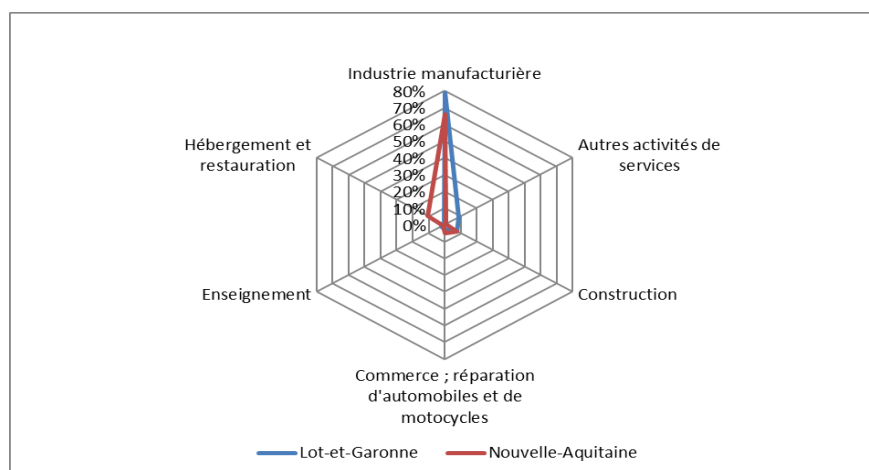 Industrie manufacturière
80%
70%
60%
50%
40%
30%
20%
10%
0%
Hébergement et
restauration
Autres activités de
services
Enseignement
Construction
Commerce ; réparation
d'automobiles et de
motocycles
Lot-et-Garonne
Nouvelle-Aquitaine